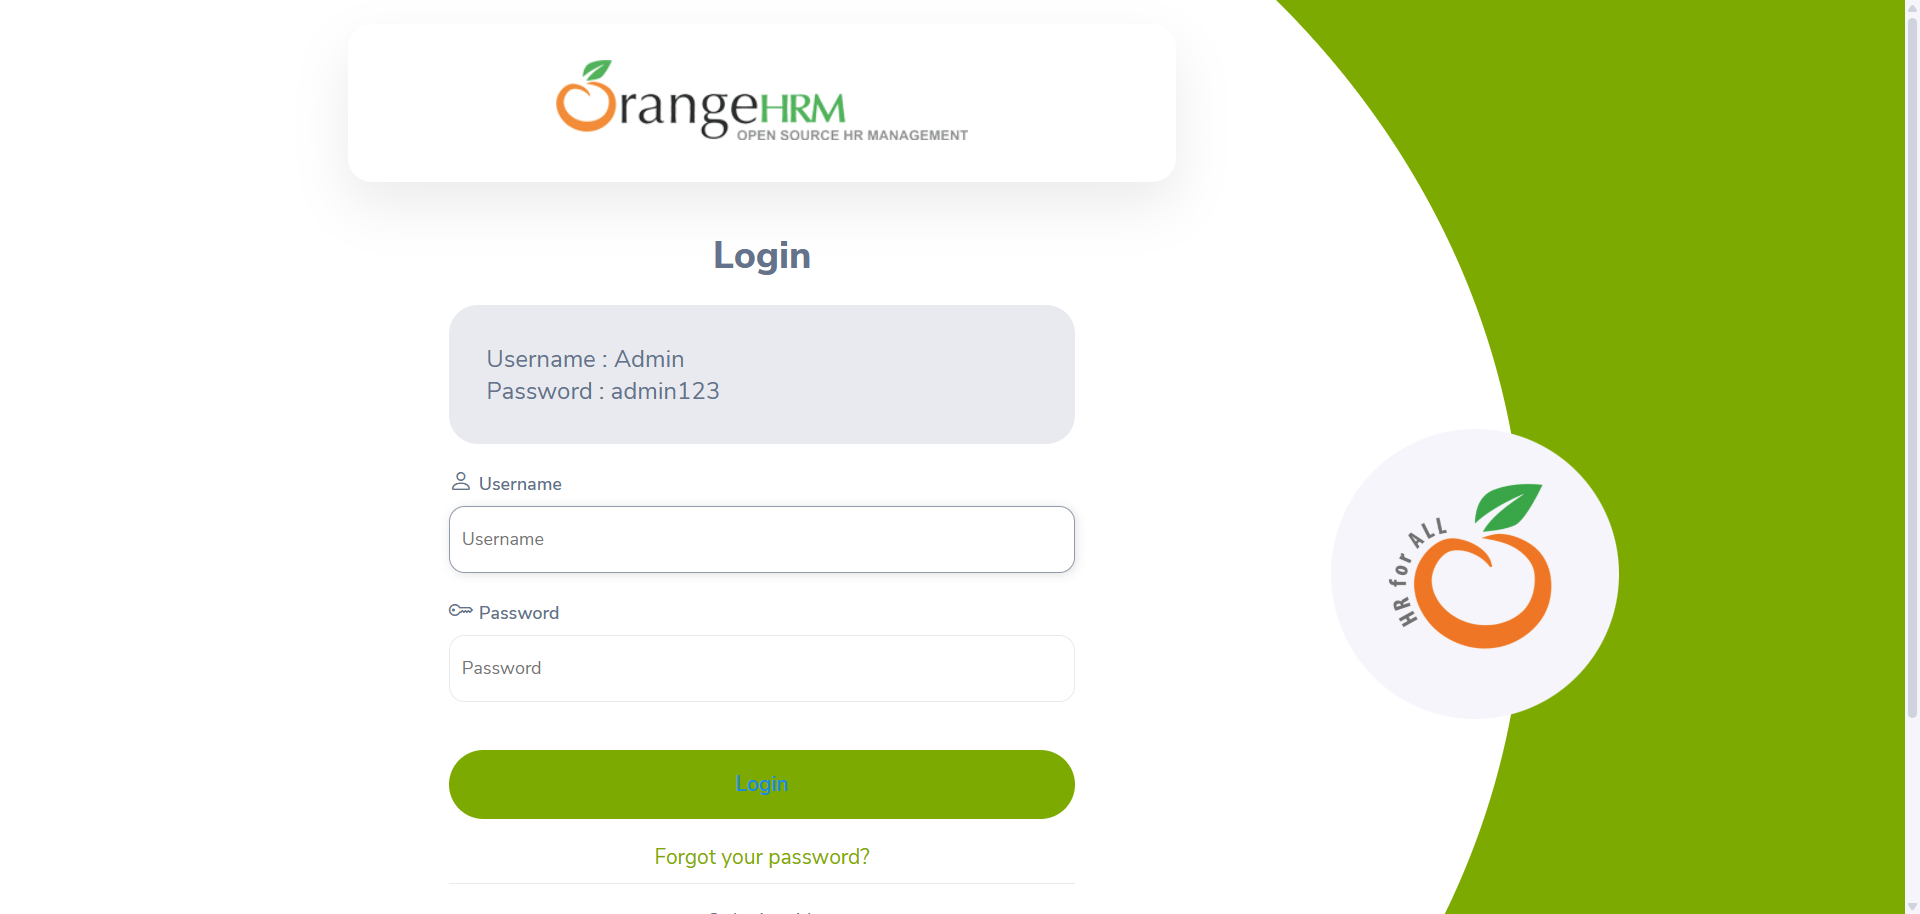 OrangeHRM
OPEN SOURCE HR MANAGEMENT
Login
Username : Admin
Password : admin123
Username
Username
Password
Password
Login
Forgot your password?
HR for ALL